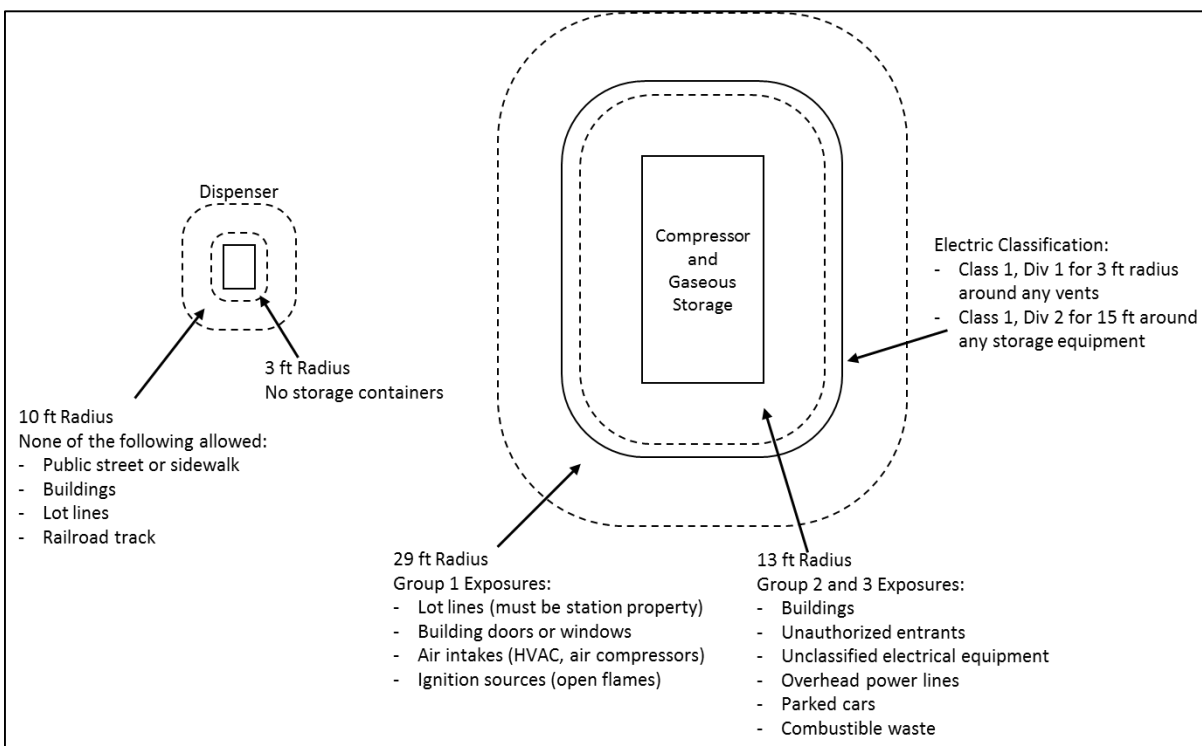 Dispenser
3 ft Radius
No storage containers
10 ft Radius
None of the following allowed:
- Public street or sidewalk
- Buildings
- Lot lines
- Railroad track
Compressor
and
Gaseous
Storage
Electric Classification:
- Class 1, Div 1 for 3 ft radius
around any vents
- Class 1, Div 2 for 15 ft around
any storage equipment
29 ft Radius
Group 1 Exposures:
- Lot lines (must be station property)
- Building doors or windows
- Air intakes (HVAC, air compressors)
- Ignition sources (open flames)
13 ft Radius
Group 2 and 3 Exposures:
- Buildings
- Unauthorized entrants
- Unclassified electrical equipment
- Overhead power lines
- Parked cars
- Combustible waste